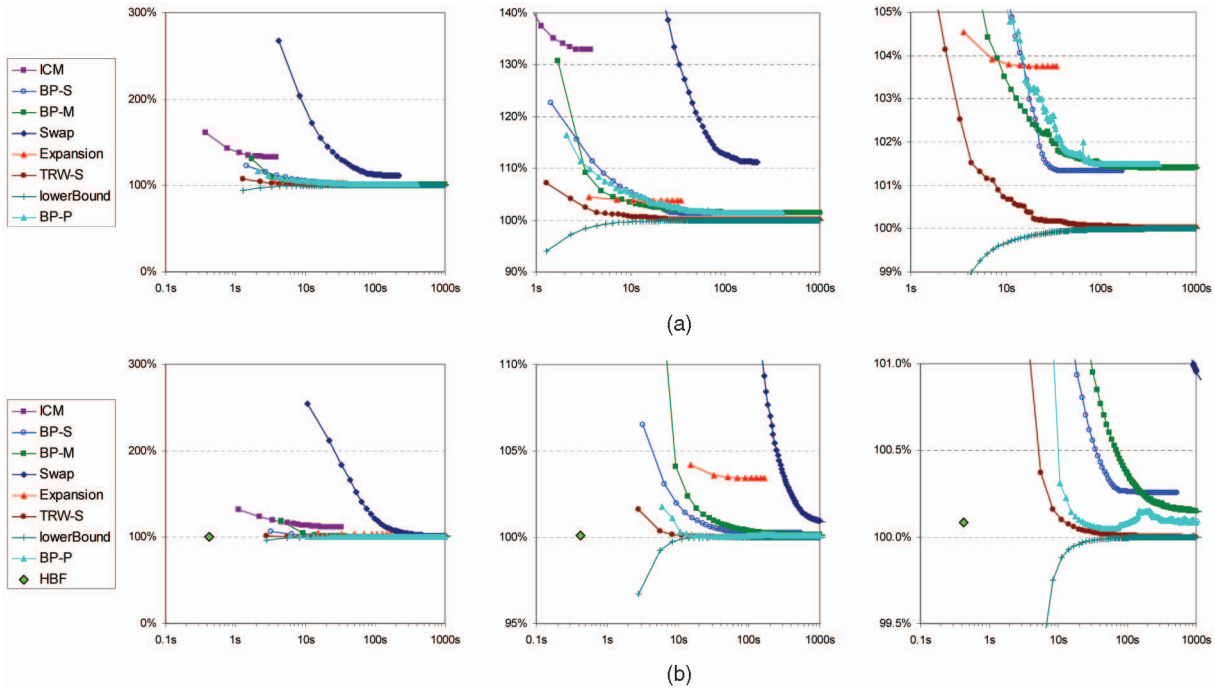 ICM
BP-S
BP-M
Swap
Expansion
TRW-S
lowerBound
BP-P
300%
200%
100%
0%
0.1s 1s 10s 100s 1000s
140%
130%
120%
110%
100%
90%
1s 10s 100s 1000s
105%
104%
103%
102%
101%
100%
99%
1s 10s 100s 1000s
(a)
ICM
BP-S
BP-M
Swap
Expansion
TRW-S
lowerBound
BP-P
HBF
300%
200%
100%
0%
0.1s 1s 10s 100s 1000s
110%
105%
100%
95%
0.1s 1s 10s 100s 1000s
101.0%
100.5%
100.0%
99.5%
0.1s 1s 10s 100s 1000s
(b)